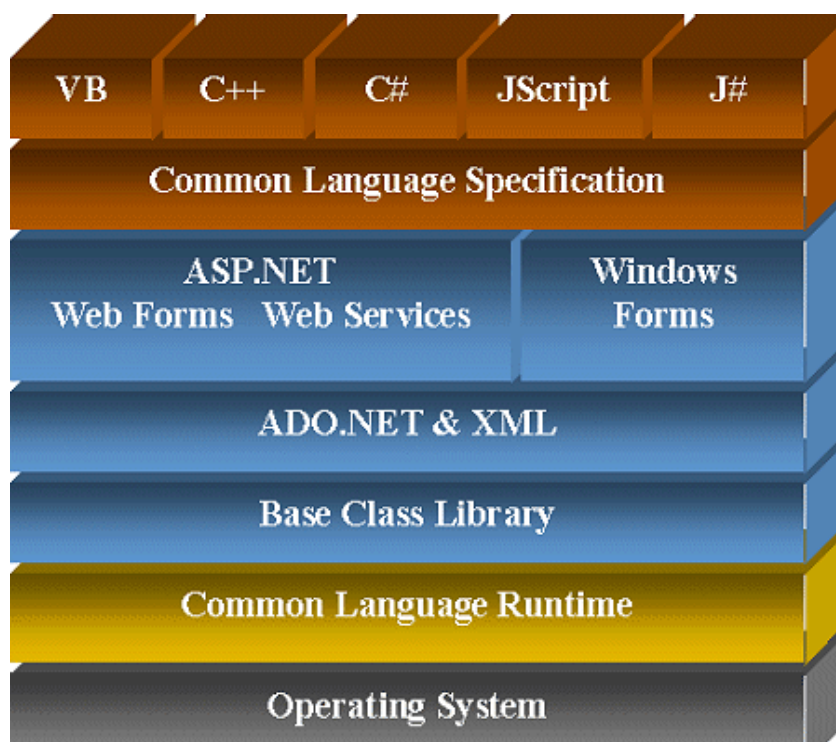 VB C++ C# JScript J#
Common Language Specification
ASP.NET
Web Forms Web Services
Windows
Forms
ADO.NET & XML
Base Class Library
Common Language Runtime
Operating System